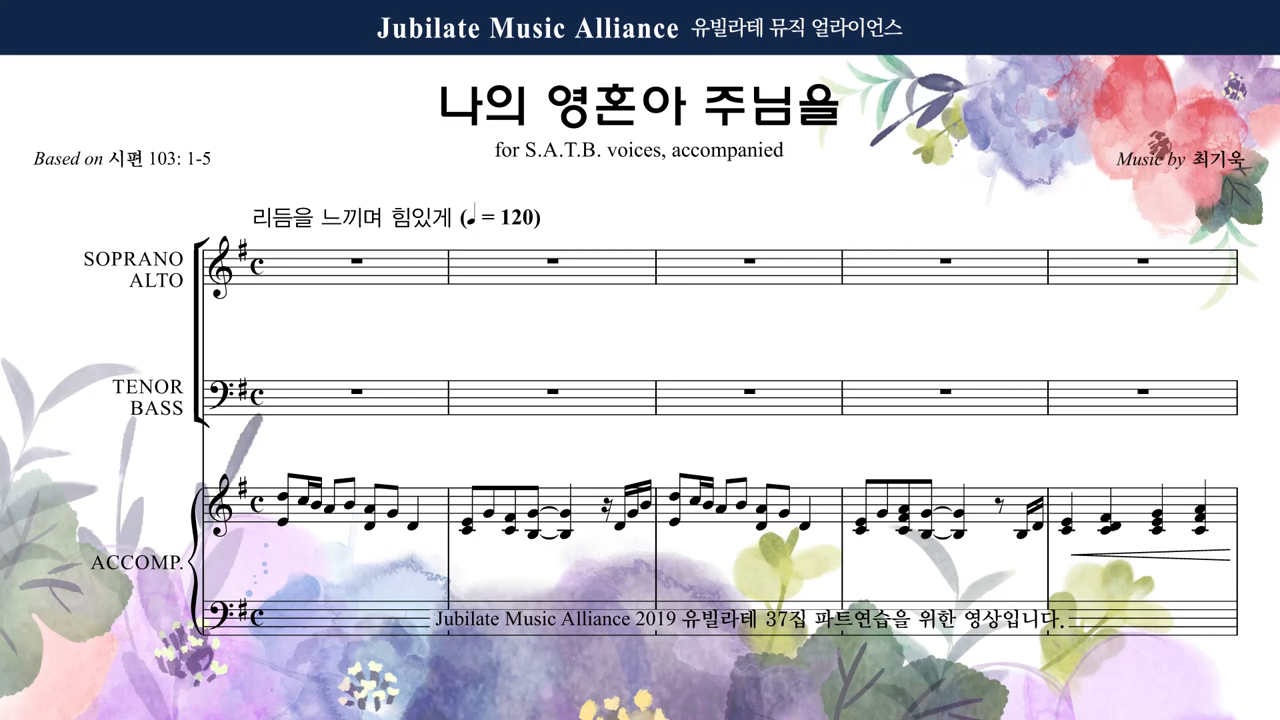 Jubilate Music Alliance 유빌라테 뮤직 얼라이언스
나의 영혼아 주님을
for S.A.T.B. voices, accompanied
Based on 시편 103: 1-5
Music by 최기욱
리듬을 느끼며 힘있게 (♩ = 120)
SOPRANO
ALTO
TENOR
BASS
ACCOMP.
Jubilate Music Alliance 2019 유빌라테 37집 파트연습을 위한 영상입니다.